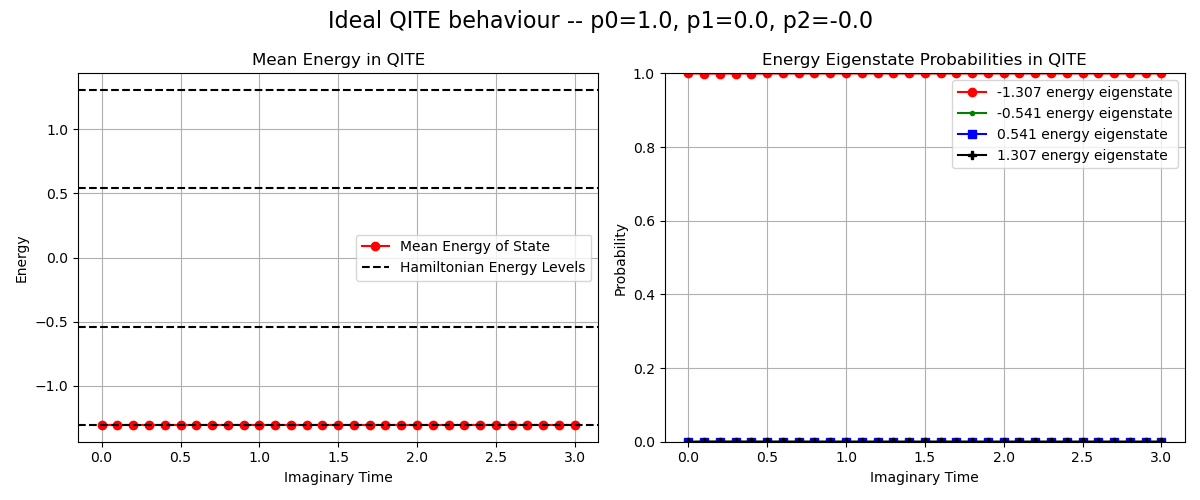 Ideal QITE behaviour -- p0=1.0, p1=0.0, p2=-0.0
Mean Energy in QITE
Energy
1.0
0.5
0.0
−0.5
−1.0
Mean Energy of State
Hamiltonian Energy Levels
0.0 0.5 1.0 1.5 2.0 2.5 3.0
Imaginary Time
Energy Eigenstate Probabilities in QITE
Probability
1.0
0.8
0.6
0.4
0.2
0.0
-1.307 energy eigenstate
-0.541 energy eigenstate
0.541 energy eigenstate
1.307 energy eigenstate
0.0 0.5 1.0 1.5 2.0 2.5 3.0
Imaginary Time